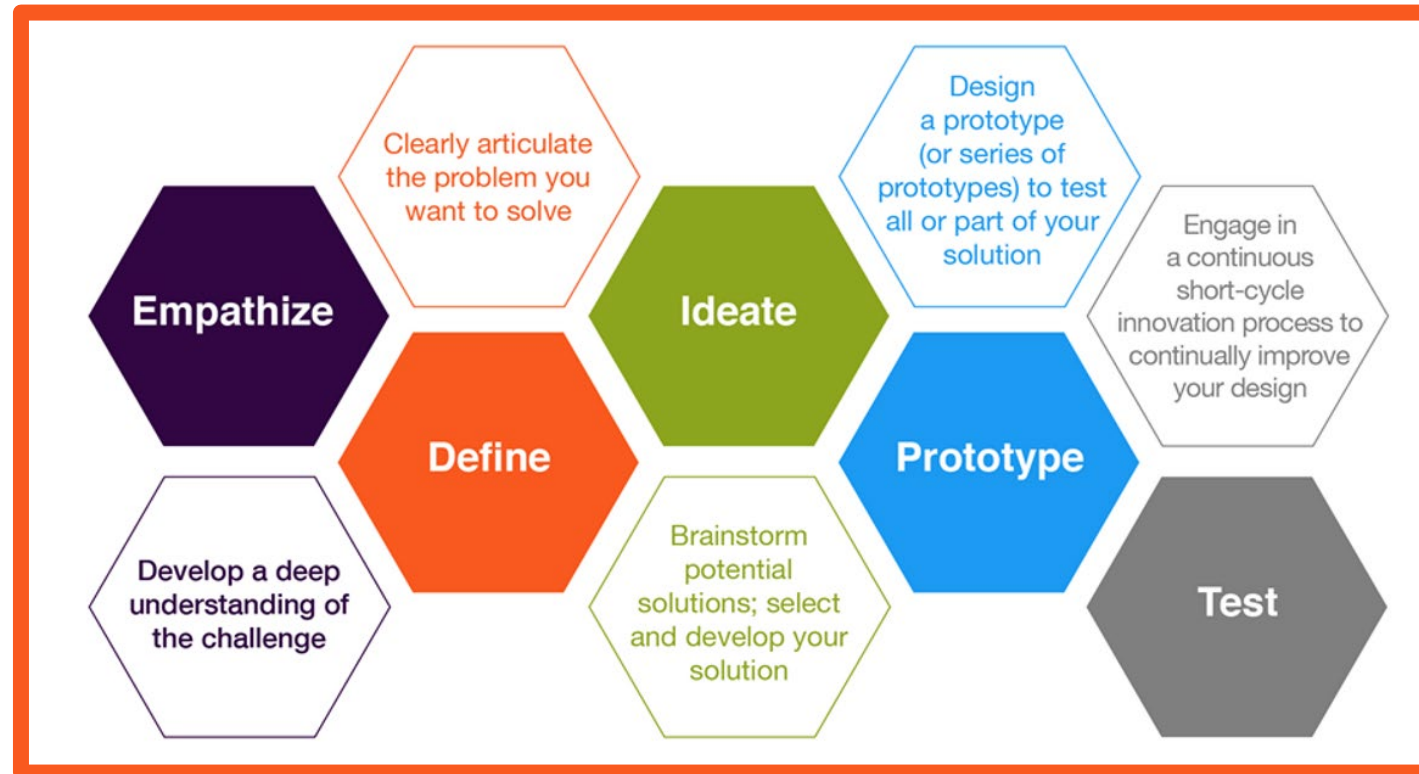 Empathize
Develop a deep
understanding of
the challenge
Clearly articulate
the problem you
want to solve
Define
Ideate
Brainstorm
potential
solutions; select
and develop your
solution
Design
a prototype
(or series of
prototypes) to test
all or part of your
solution
Prototype
Engage in
a continuous
short-cycle
innovation process to
continually improve
your design
Test